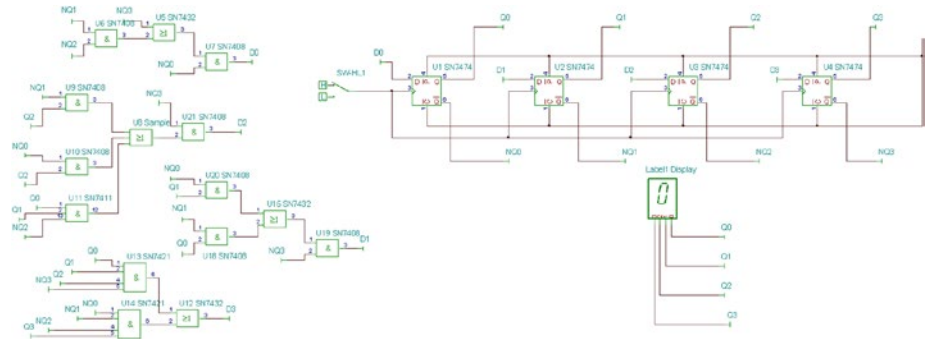 NQ1
U6 SN7408
NQ3
U5 SN7432
NQ2
U7 SN7408
NQ0
D0
U9 SN7408
NQ1
Q2
NQ3
U8 Sample
U21 SN7408
D2
NQ0
U10 SN7408
Q2
U11 SN7411
Q0
Q1
NQ2
NQ0
U20 SN7408
Q1
NQ1
U16 SN7432
Q0
U18 SN7408
U19 SN7408
NQ3
D1
Q0
U13 SN7421
Q1
Q2
NQ3
NQ0
U14 SN7421
NQ1
U12 SN7432
D3
NQ2
Q3
Q0
Q1
Q2
Q3
D0
U1 SN7474
U2 SN7474
U3 SN7474
U4 SN7474
SW-HL1
H
L
D1
D2
D3
NQ0
NQ1
NQ2
NQ3
Label1 Display
0
Q0
Q1
Q2
Q3